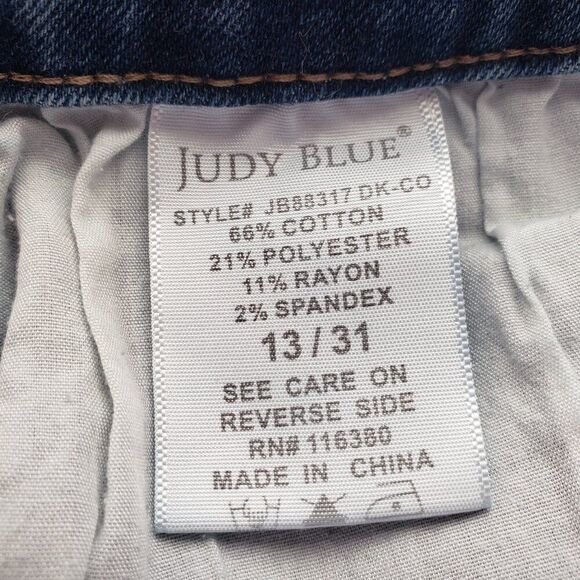 JUDY BLUE®
STYLE# JB88317 DK-CO
66% COTTON
21% POLYESTER
11% RAYON
2% SPANDEX
13 / 31
SEE CARE ON
REVERSE SIDE
RN# 116380
MADE IN CHINA